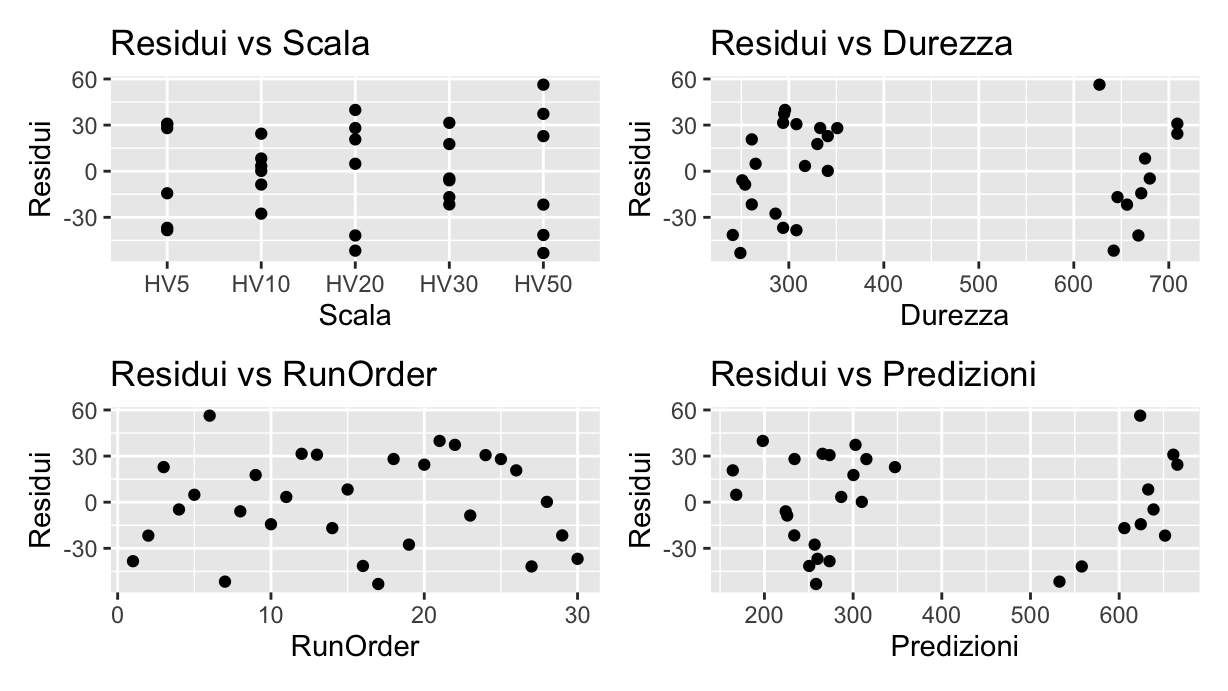 Residui vs Scala
60
30
0
-30
Residui
HV5 HV10 HV20 HV30 HV50
Scala
Residui vs Durezza
60
30
0
-30
Residui
300 400 500 600 700
Durezza
Residui vs RunOrder
60
30
0
-30
Residui
0 10 20 30
RunOrder
Residui vs Predizioni
60
30
0
-30
Residui
200 300 400 500 600
Predizioni